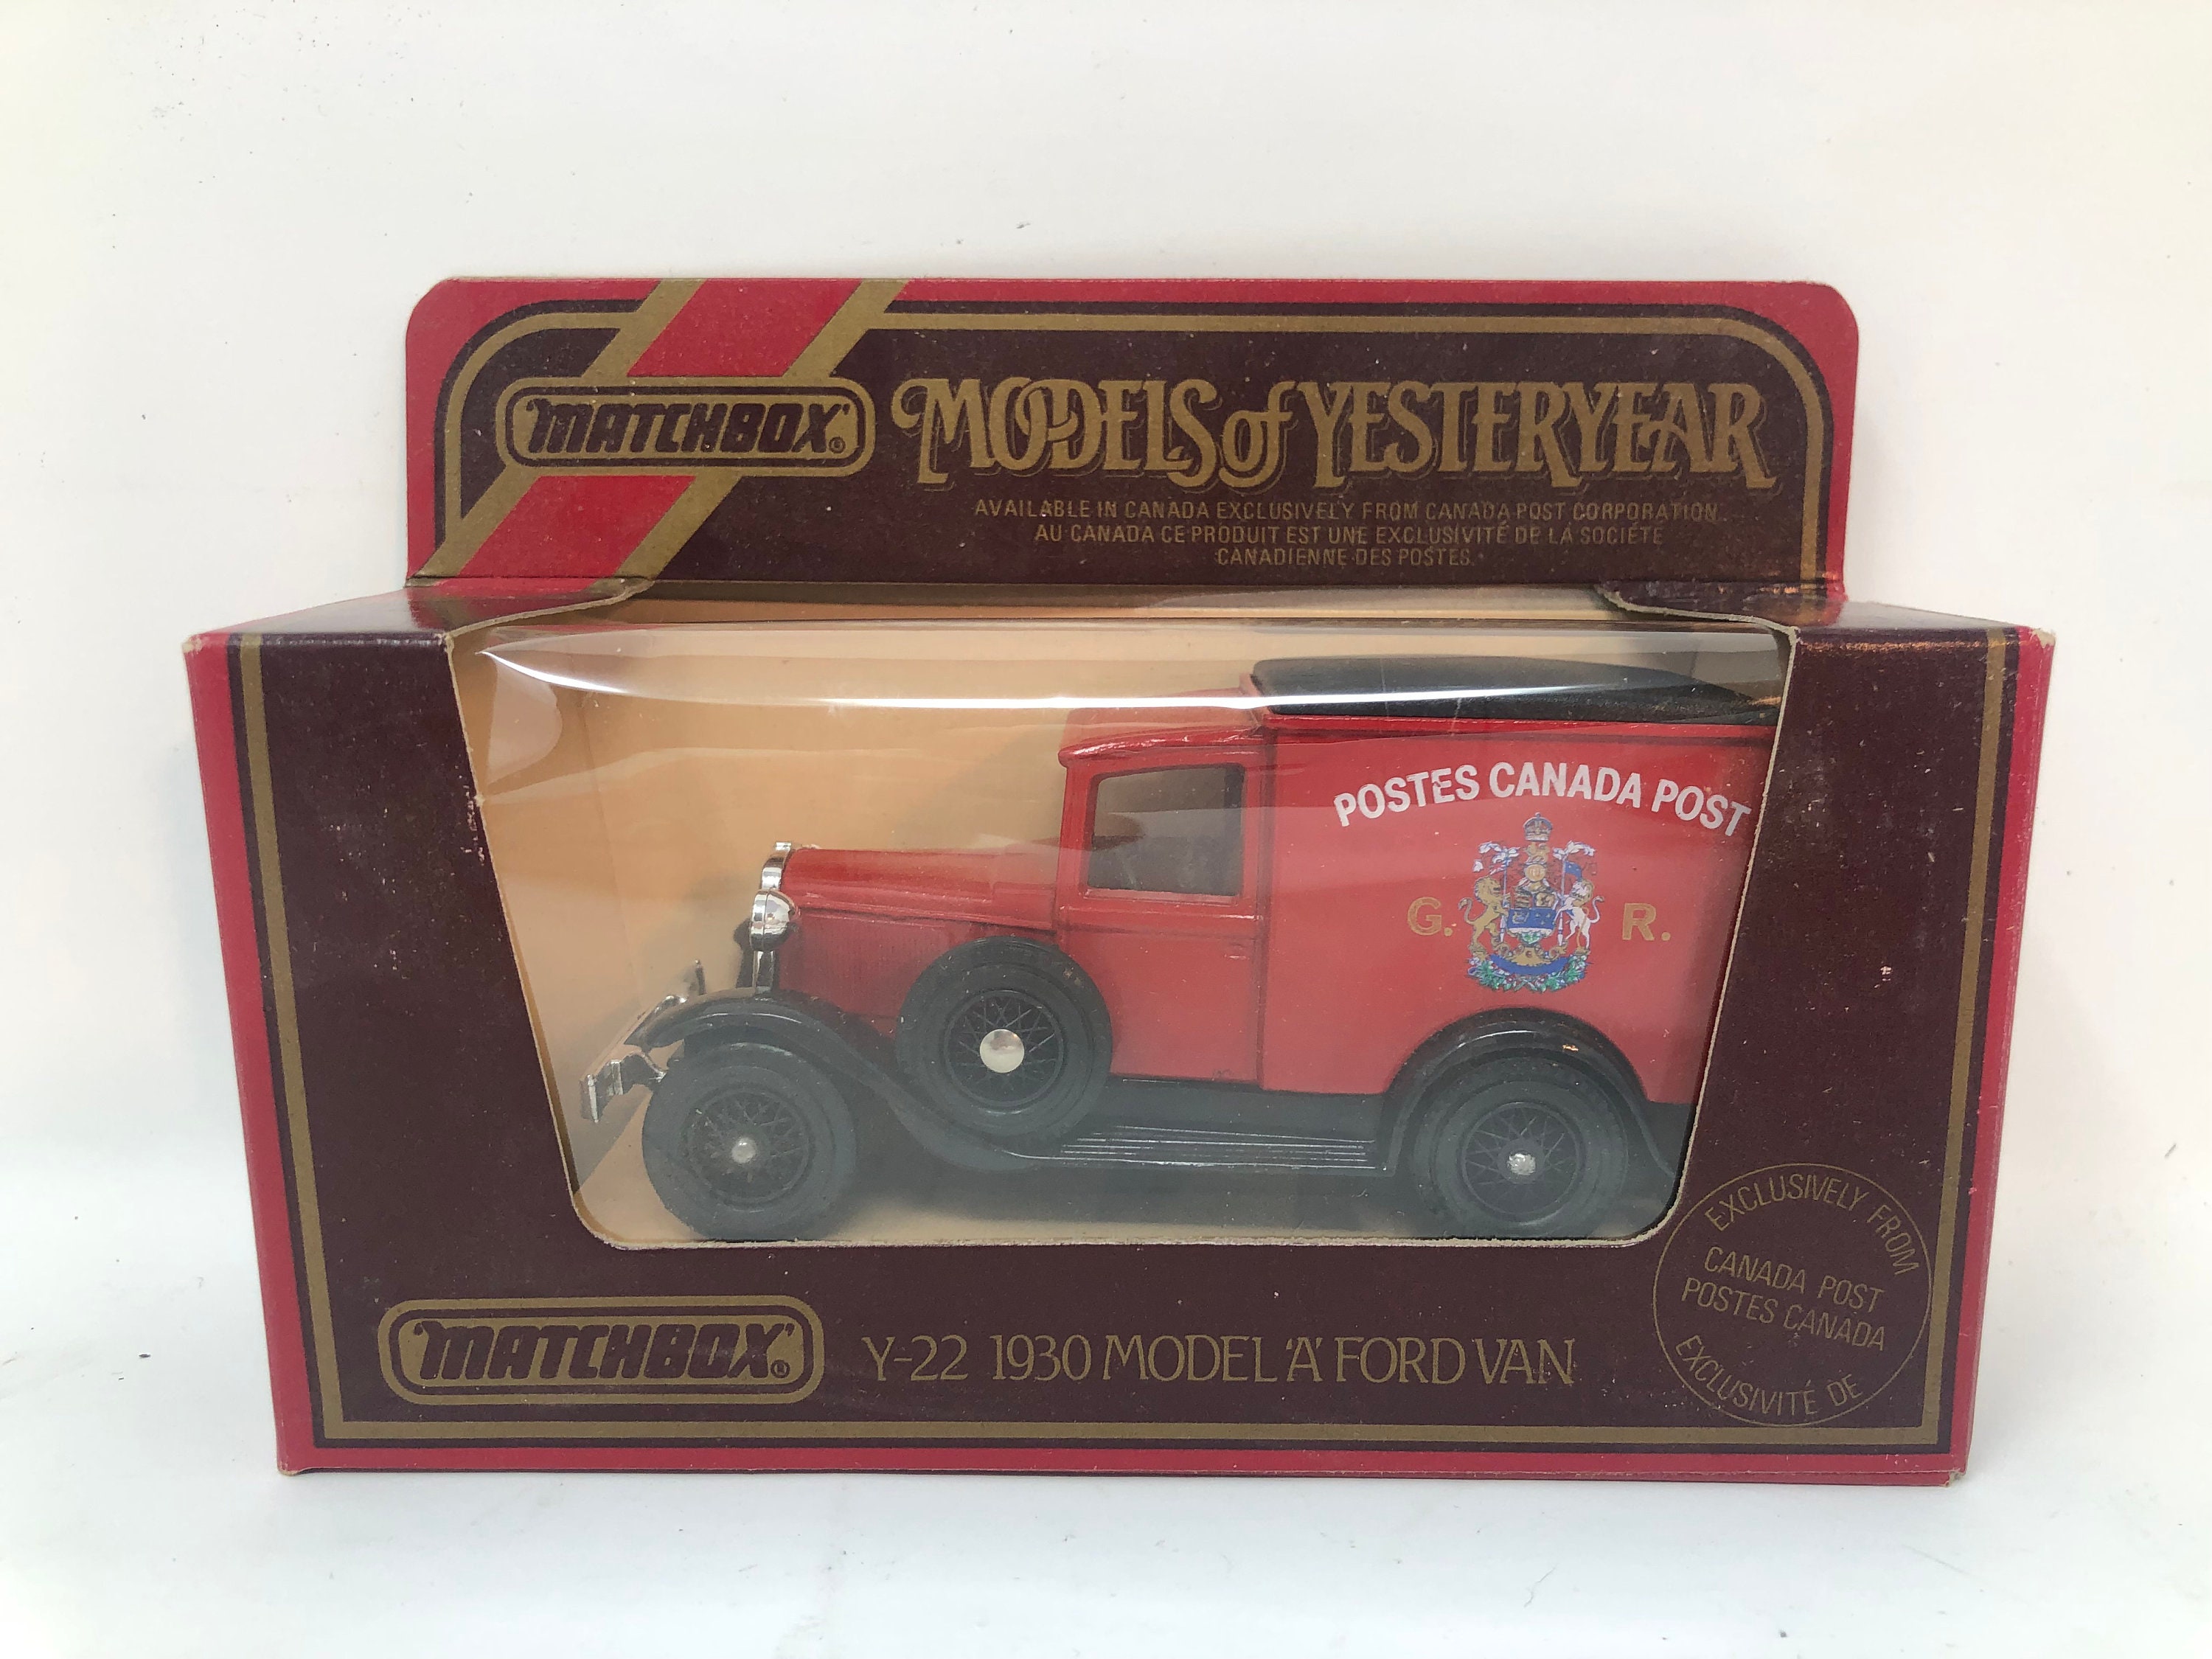 MATCHBOX
MODELS of YESTERYEAR
AVAILABLE IN CANADA EXCLUSIVELY FROM CANADA POST CORPORATION.
AU CANADA CE PRODUIT EST UNE EXCLUSIVITÉ DE LA SOCIÉTÉ
CANADIENNE DES POSTES.
POSTES CANADA POST
G. R.
MATCHBOX
Y-22 1930 MODEL 'A' FORD VAN
EXCLUSIVELY FROM
CANADA POST
POSTES CANADA
EXCLUSIVITÉ DE